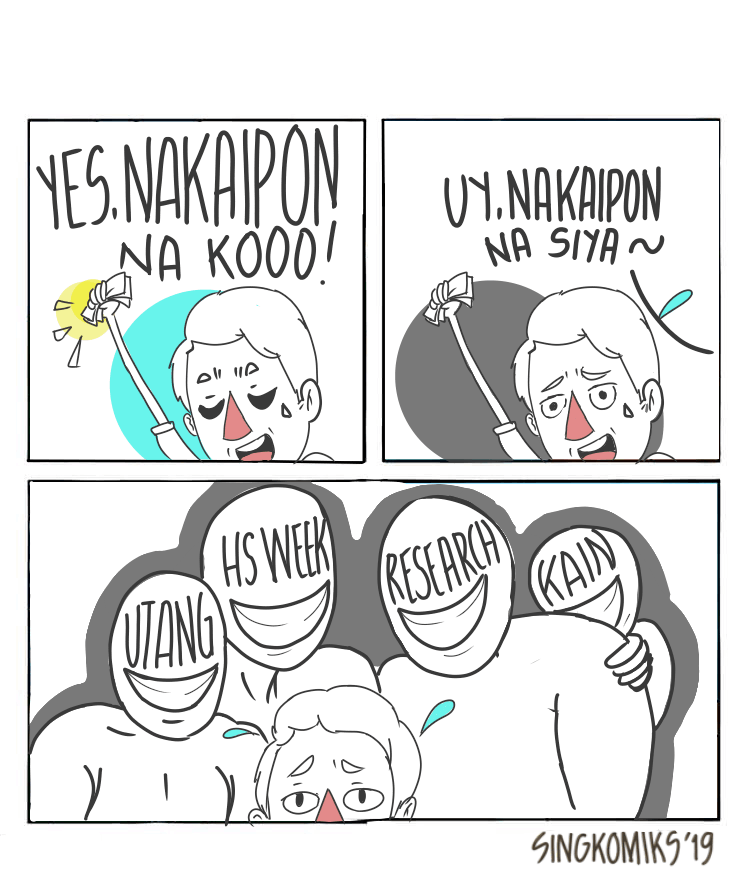 YES, NAKAIPON
NA KOOO!
UY, NAKAIPON
NA SIYA ~
UTANG
HS WEEK
RESEARCH
KAIN
SINGKOMIKS '19